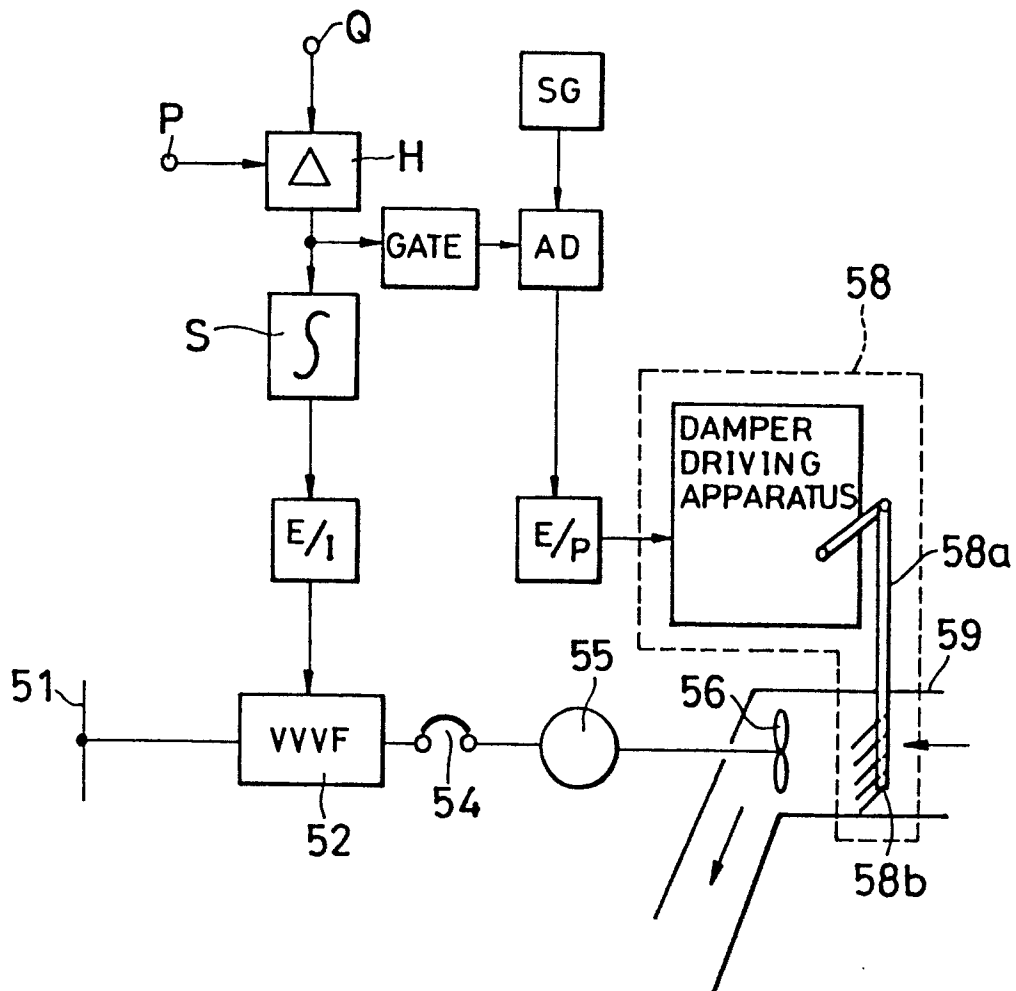 Q
SG
P
△
H
GATE
AD
58
S
∫
DAMPER
DRIVING
APPARATUS
E/I
E/P
58a
59
51
55
56
VVVF
54
52
58b